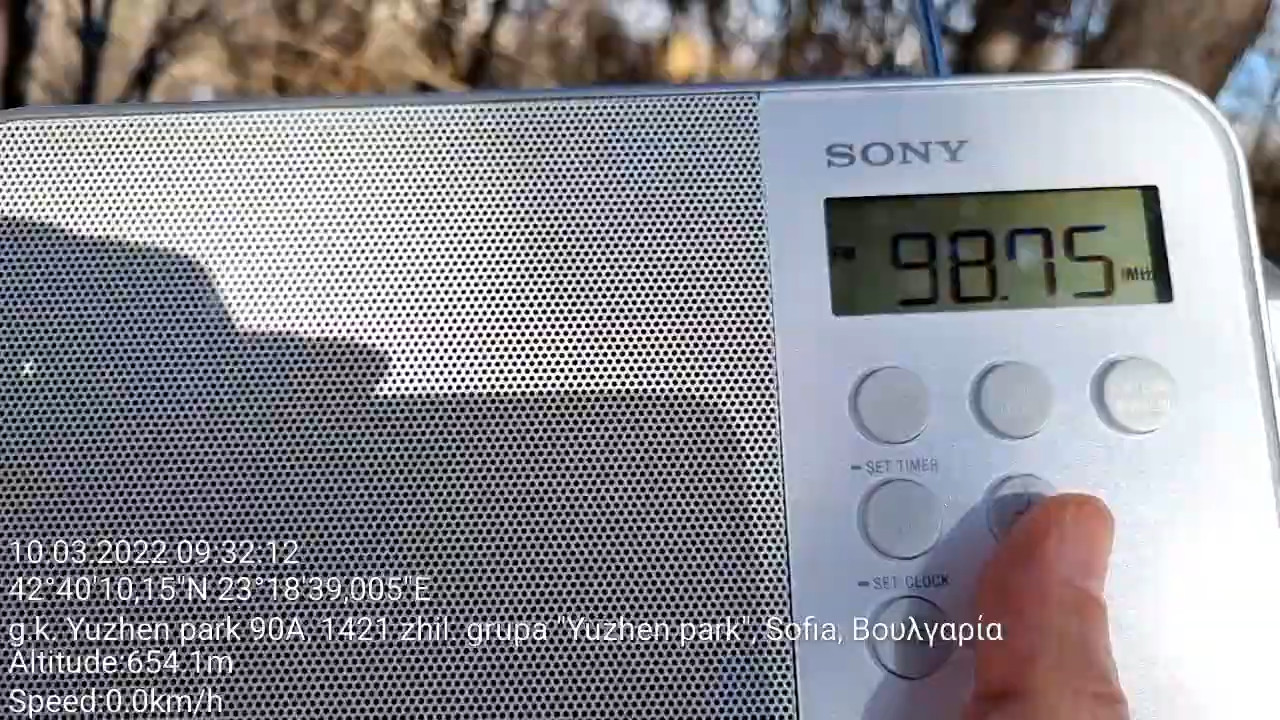 SONY
FM
98.75 MHz
SET TIMER
SET CLOCK
10.03.2022 09:32:12
42°40'10,15"N 23°18'39,005"E
g.k. Yuzhen park 90A, 1421 zhil. grupa "Yuzhen park", Sofia, Βουλγαρία
Altitude:654.1m
Speed:0.0km/h